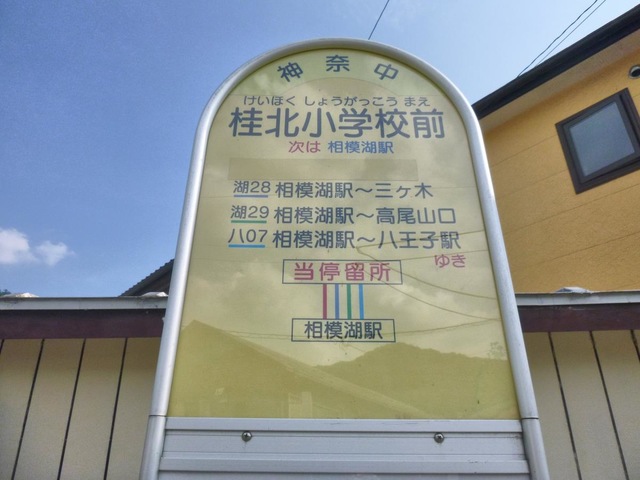 神奈中
けいほく しょうがっこう まえ
桂北小学校前
次は 相模湖駅
湖28 相模湖駅～三ヶ木
湖29 相模湖駅～高尾山口
八07 相模湖駅～八王子駅
ゆき
当停留所
相模湖駅